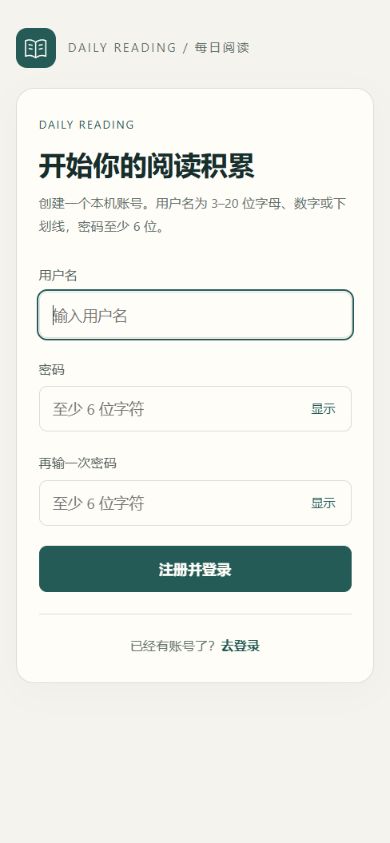 DAILY READING / 每日阅读
DAILY READING
开始你的阅读积累
创建一个本机账号。用户名为 3–20 位字母、数字或下
划线，密码至少 6 位。
用户名
输入用户名
密码
至少 6 位字符 显示
再输一次密码
至少 6 位字符 显示
注册并登录
已经有账号了？去登录